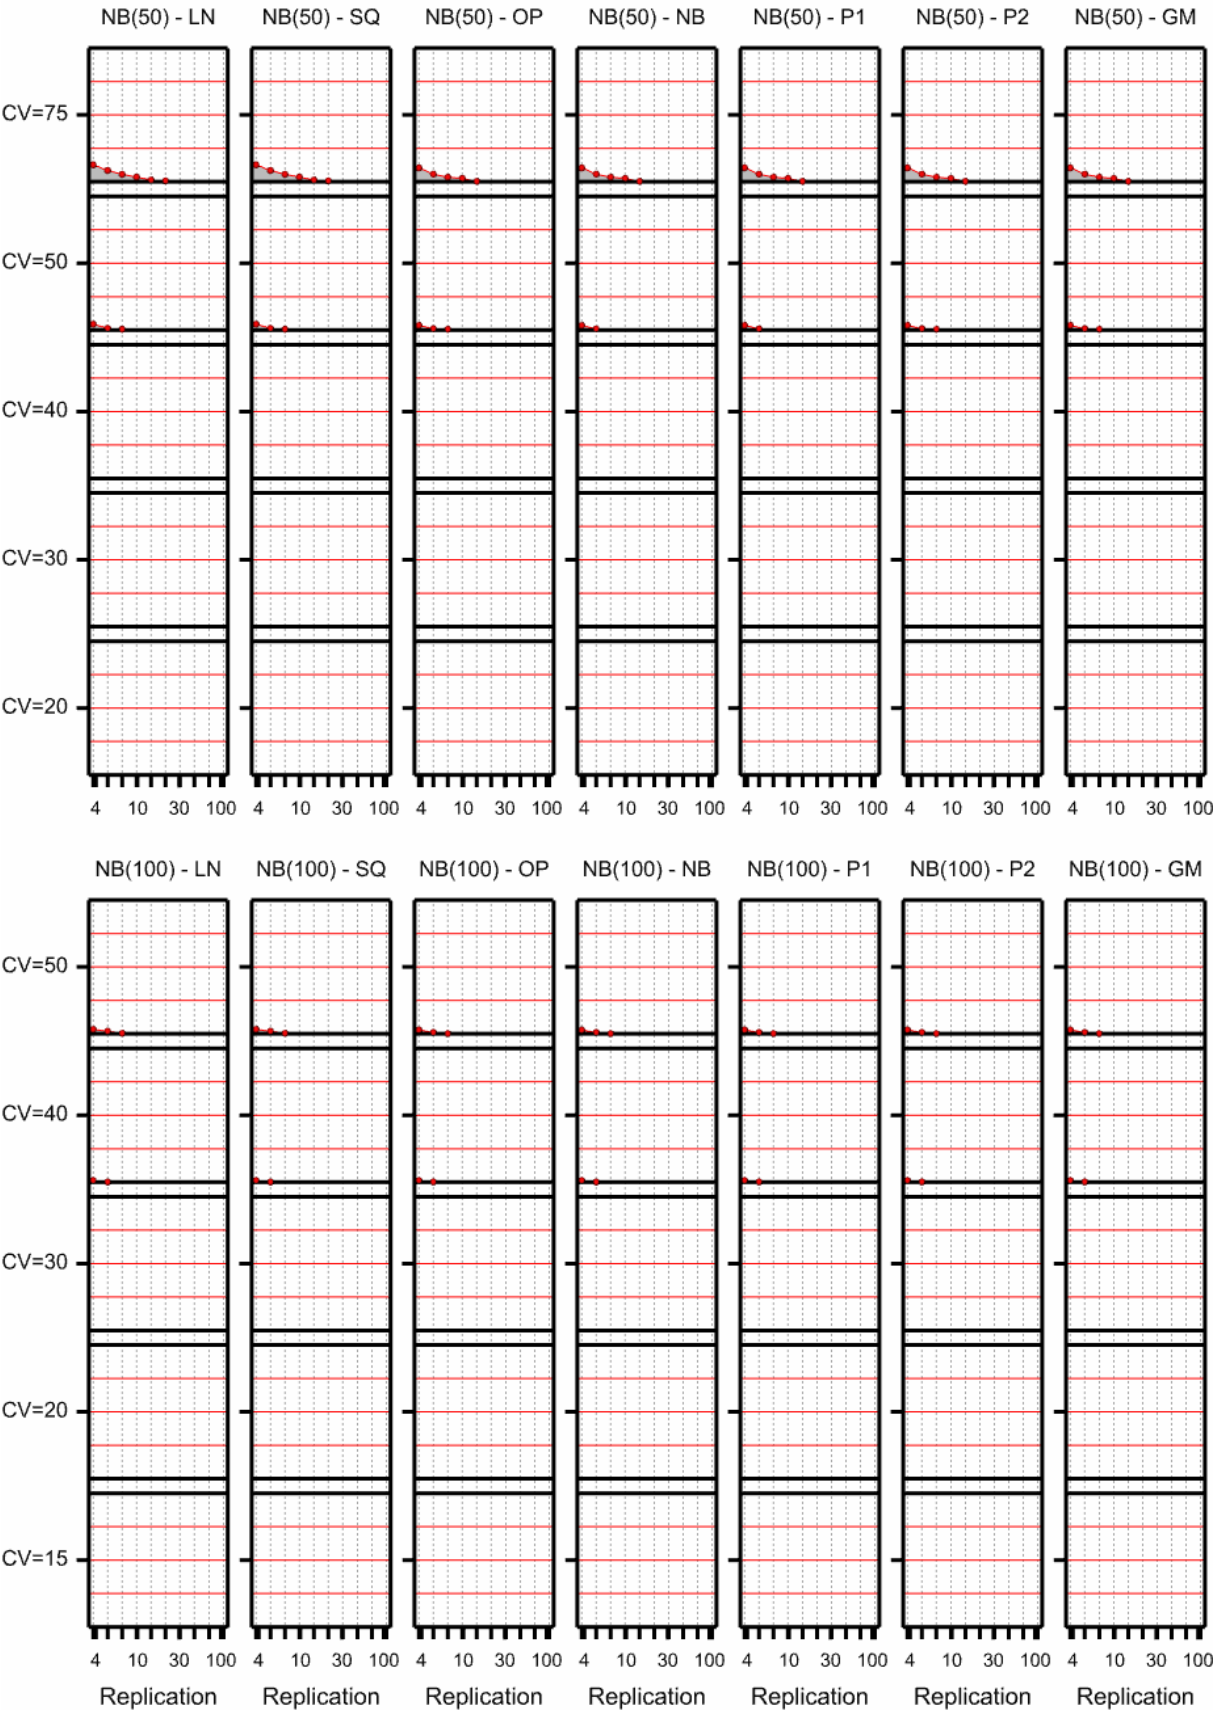 NB(50) - LN NB(50) - SQ NB(50) - OP NB(50) - NB NB(50) - P1 NB(50) - P2 NB(50) - GM
CV=75
CV=50
CV=40
CV=30
CV=20
4 10 30 100 4 10 30 100 4 10 30 100 4 10 30 100 4 10 30 100 4 10 30 100 4 10 30 100
NB(100) - LN NB(100) - SQ NB(100) - OP NB(100) - NB NB(100) - P1 NB(100) - P2 NB(100) - GM
CV=50
CV=40
CV=30
CV=20
CV=15
4 10 30 100 4 10 30 100 4 10 30 100 4 10 30 100 4 10 30 100 4 10 30 100 4 10 30 100
Replication Replication Replication Replication Replication Replication Replication